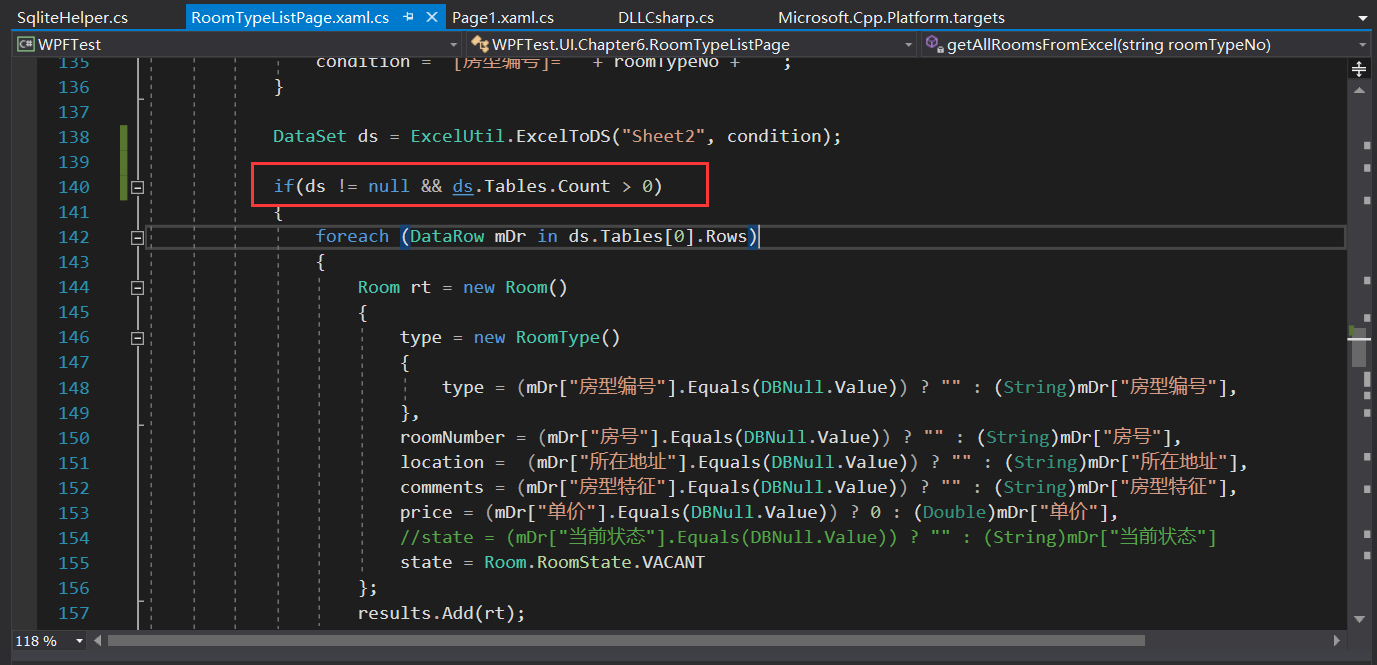 SqliteHelper.cs RoomTypeListPage.xaml.cs Page1.xaml.cs DLLCsharp.cs Microsoft.Cpp.Platform.targets
C# WPFTest WPFTest.UI.Chapter6.RoomTypeListPage getAllRoomsFromExcel(string roomTypeNo)
135 condition = "[房型编号]='" + roomTypeNo + "'";
136 }
137
138 DataSet ds = ExcelUtil.ExcelToDS("Sheet2", condition);
139
140 if(ds != null && ds.Tables.Count > 0)
141 {
142 foreach (DataRow mDr in ds.Tables[0].Rows)
143 {
144 Room rt = new Room()
145 {
146 type = new RoomType()
147 {
148 type = (mDr["房型编号"].Equals(DBNull.Value)) ? "" : (String)mDr["房型编号"],
149 },
150 roomNumber = (mDr["房号"].Equals(DBNull.Value)) ? "" : (String)mDr["房号"],
151 location =  (mDr["所在地址"].Equals(DBNull.Value)) ? "" : (String)mDr["所在地址"],
152 comments = (mDr["房型特征"].Equals(DBNull.Value)) ? "" : (String)mDr["房型特征"],
153 price = (mDr["单价"].Equals(DBNull.Value)) ? 0 : (Double)mDr["单价"],
154 //state = (mDr["当前状态"].Equals(DBNull.Value)) ? "" : (String)mDr["当前状态"]
155 state = Room.RoomState.VACANT
156 };
157 results.Add(rt);
118 %